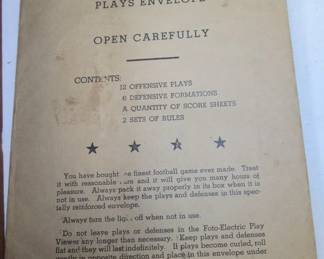 PLAYS ENVELOPE
OPEN CAREFULLY
CONTENTS:
12 OFFENSIVE PLAYS
6 DEFENSIVE FORMATIONS
A QUANTITY OF SCORE SHEETS
2 SETS OF RULES
You have bought the finest football game ever made. Treat
it with reasonable care and it will give you many hours of
pleasure. Always pack it away properly in its box when it is
not in use. Always keep the plays and defenses in this spec-
ially reinforced envelope.
Always turn the light off when not in use.
Do not leave plays or defenses in the Foto-Electric Play
Viewer any longer than necessary. Keep plays and defenses
flat and they will last indefinitely. If plays become curled, roll
in opposite direction and place in this envelope under